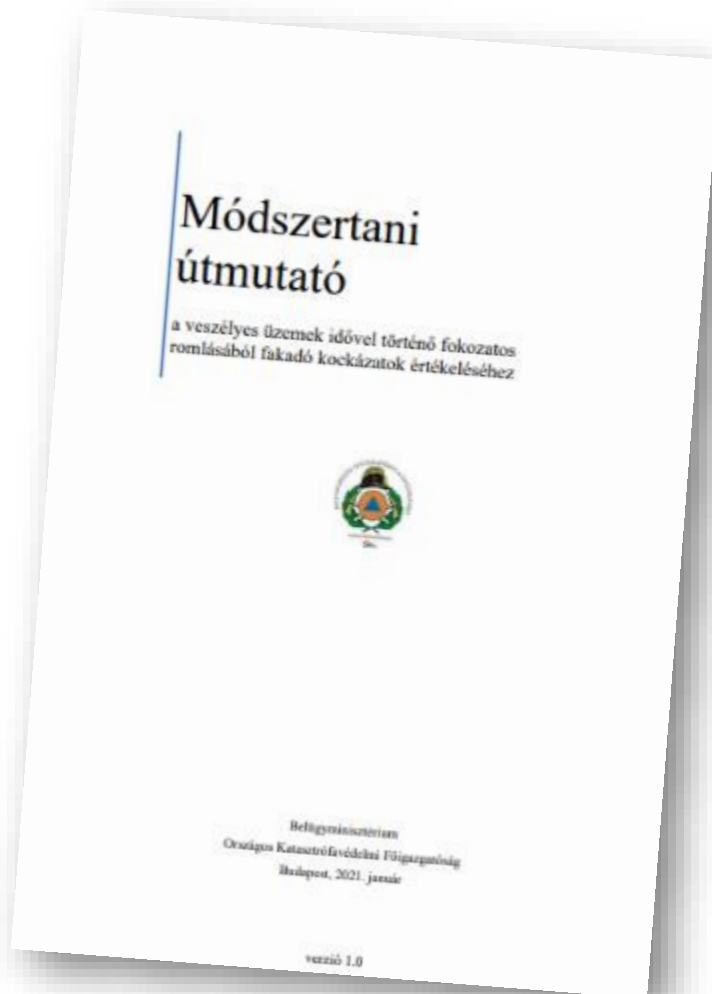 Módszertani
útmutató
a veszélyes üzemek idővel történő fokozatos
romlásából fakadó kockázatok értékeléséhez
Belügyminisztérium
Országos Katasztrófavédelmi Főigazgatóság
Budapest, 2021. január
verzió 1.0